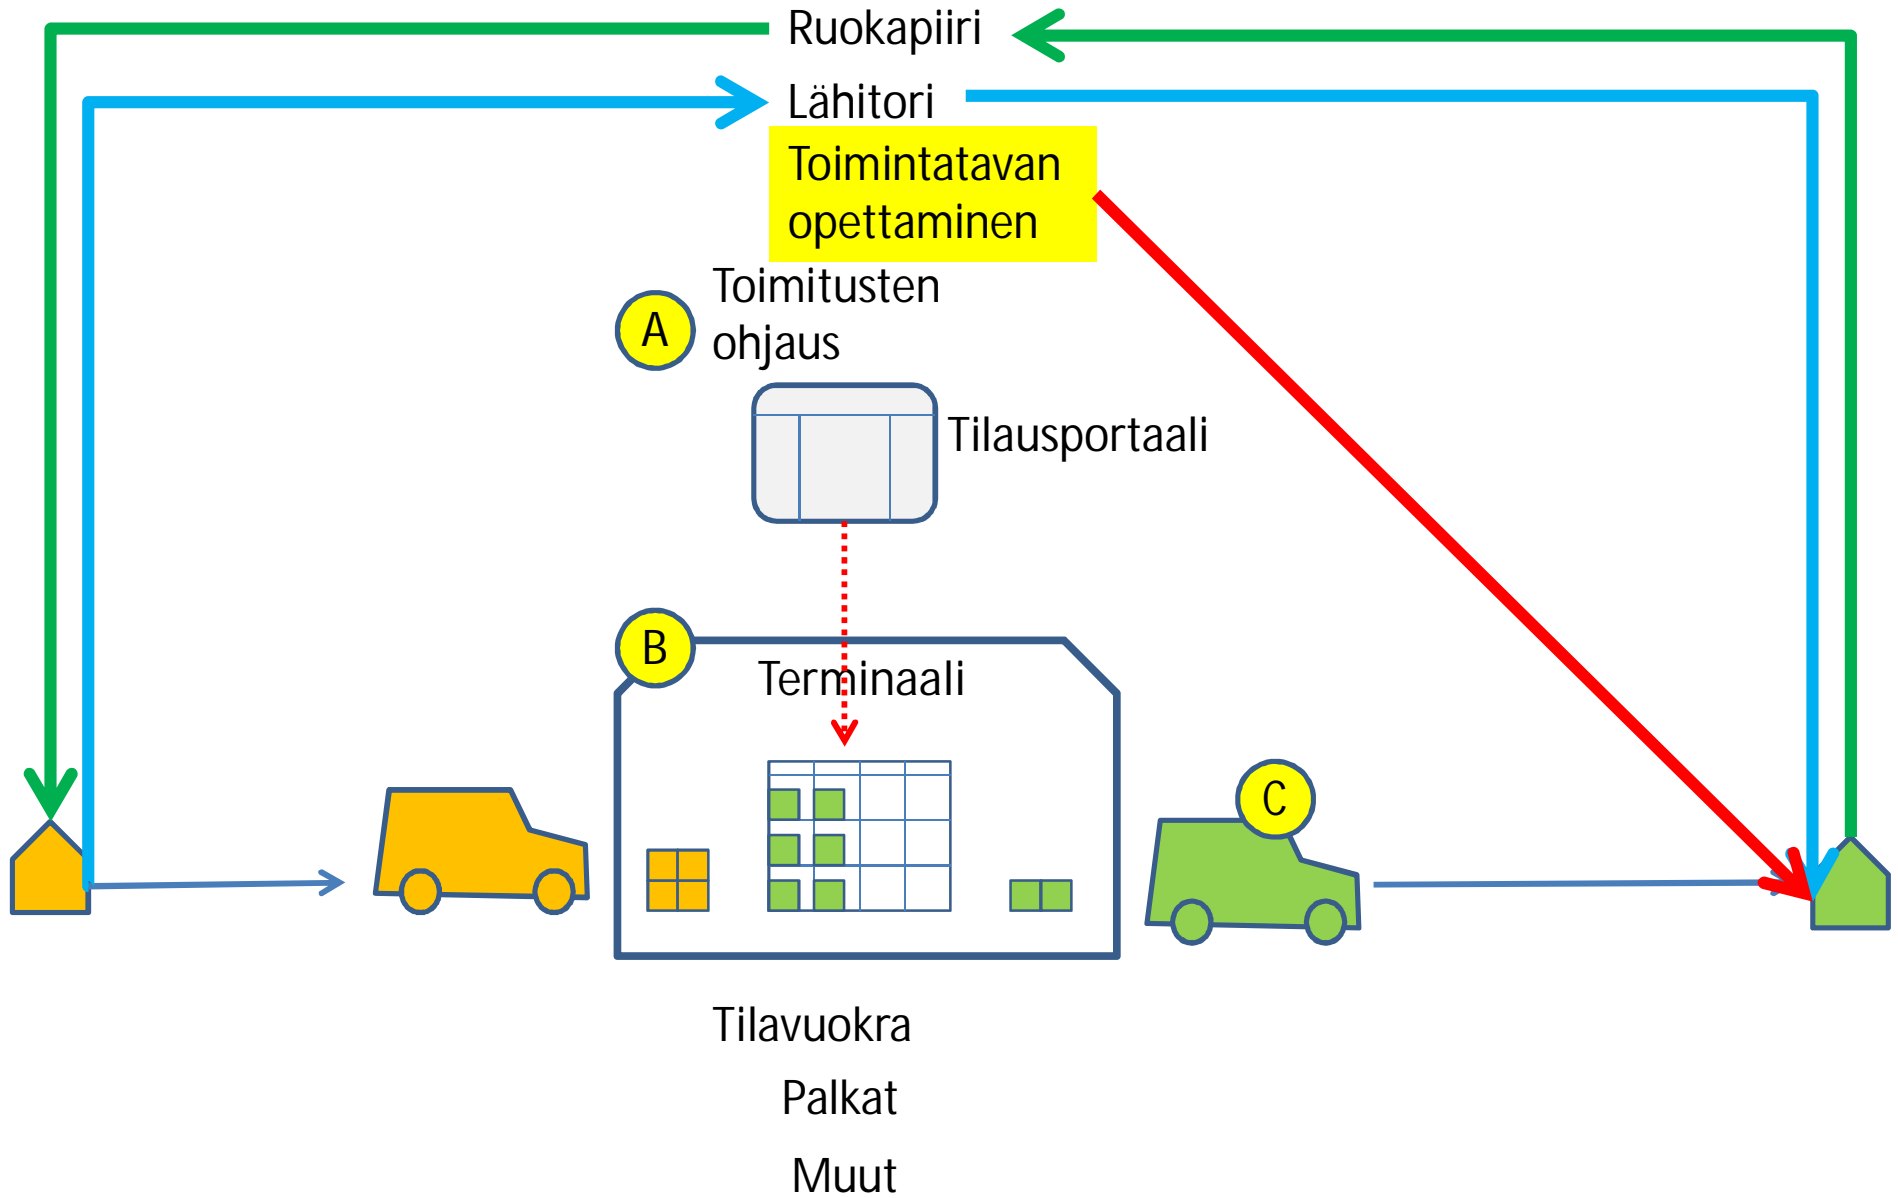 Ruokapiiri
Lähitori
Toimintatavan
opettaminen
A
Toimitusten
ohjaus
Tilausportaali
B
Terminaali
C
Tilavuokra
Palkat
Muut